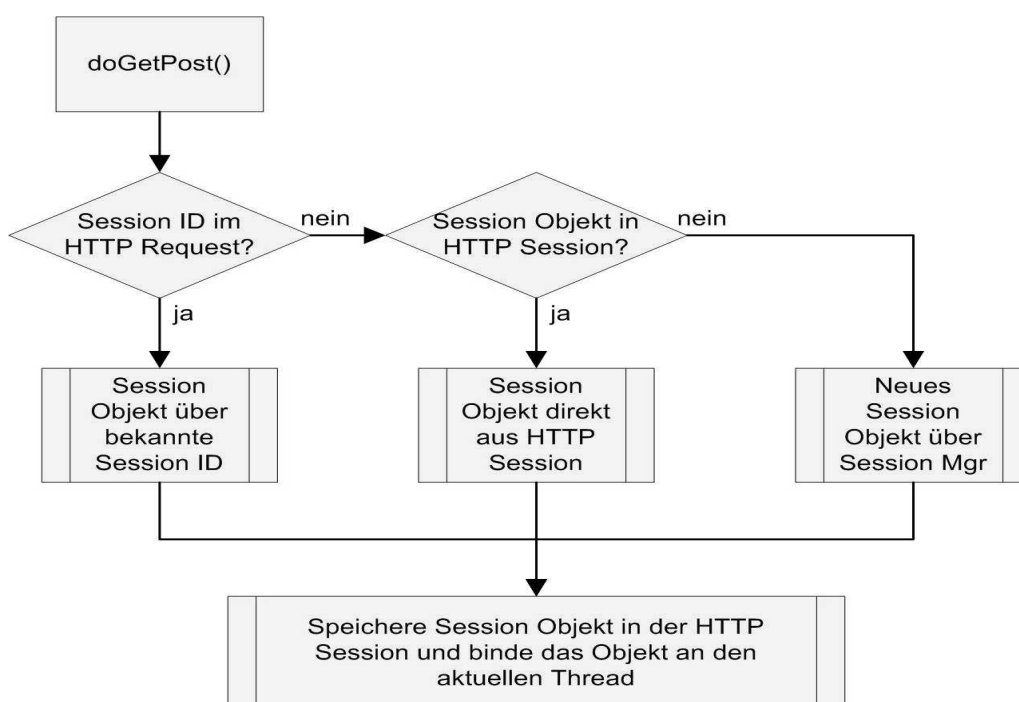 doGetPost()
Session ID im
HTTP Request?
nein
Session Objekt in
HTTP Session?
nein
ja
ja
Session
Objekt über
bekannte
Session ID
Session
Objekt direkt
aus HTTP
Session
Neues
Session
Objekt über
Session Mgr
Speichere Session Objekt in der HTTP
Session und binde das Objekt an den
aktuellen Thread